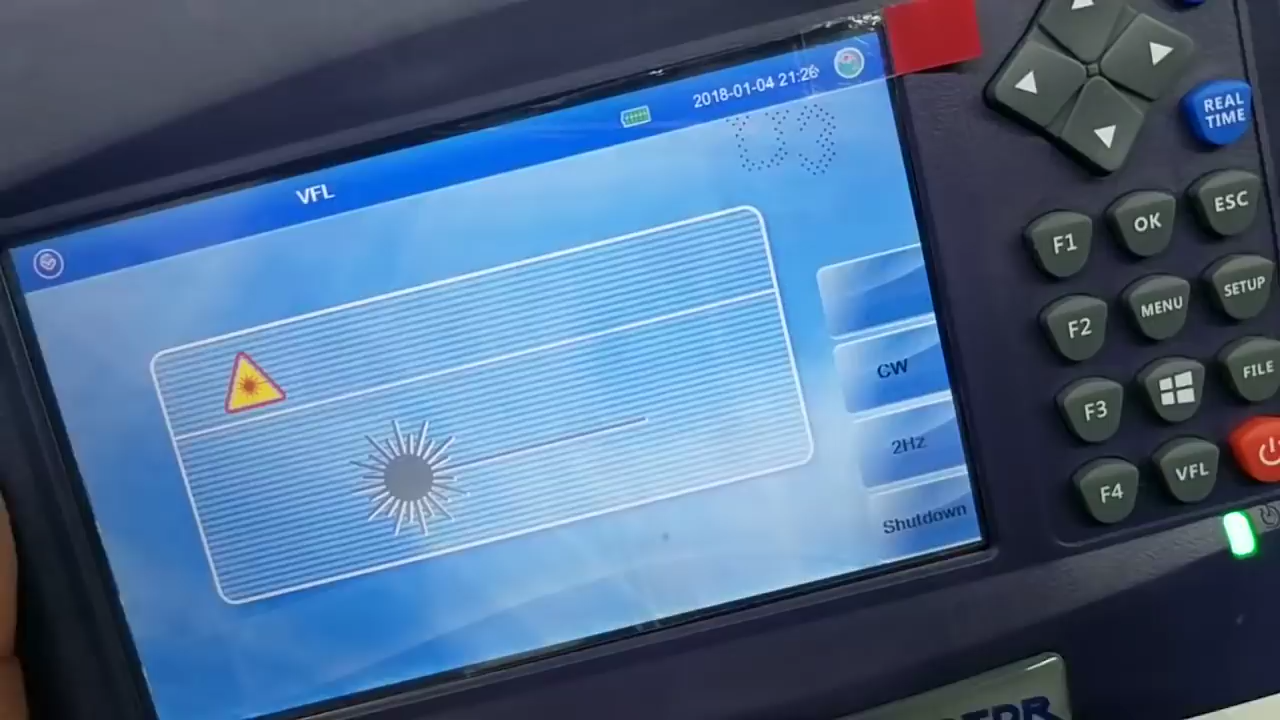 2018-01-04 21:26
VFL
CW
2Hz
Shutdown
REAL
TIME
F1
OK
ESC
F2
MENU
SETUP
F3
FILE
F4
VFL